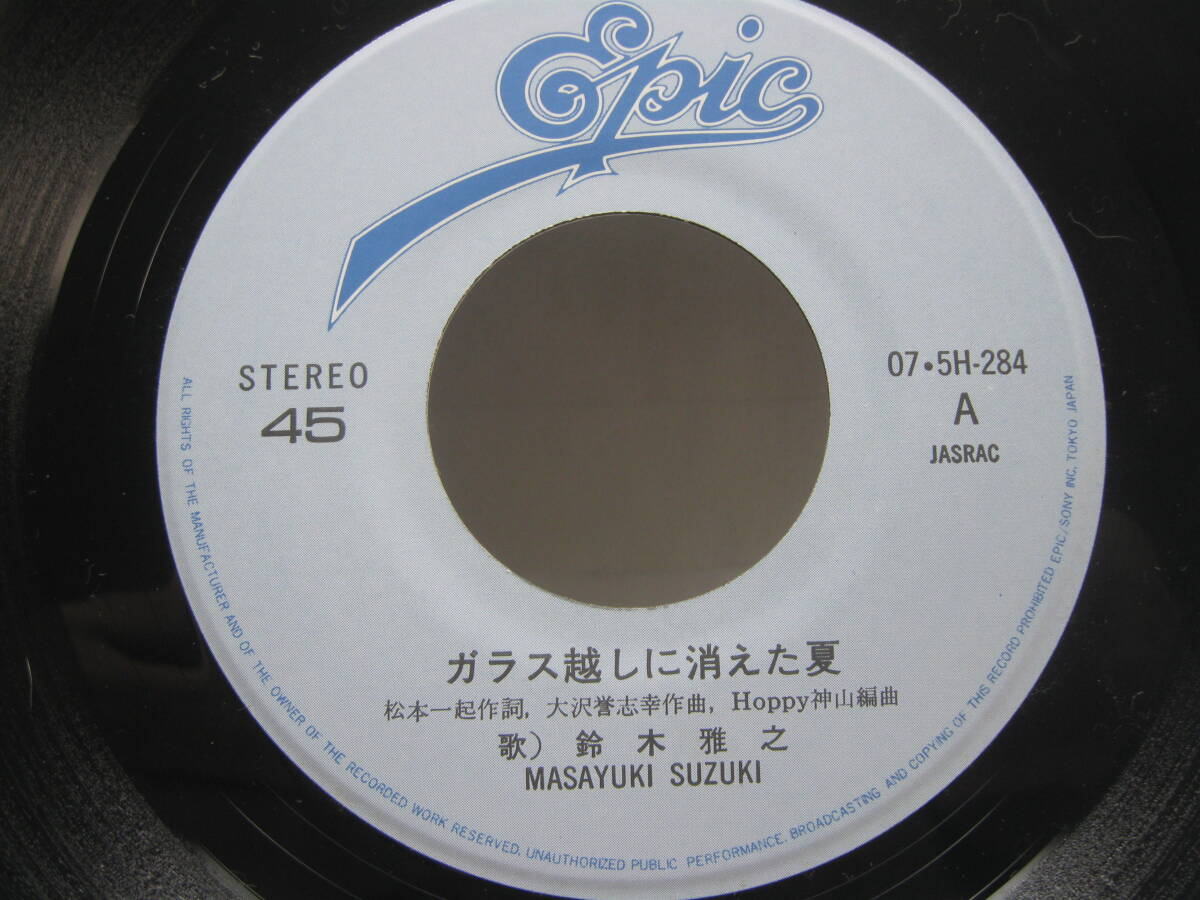 Epic
STEREO
45
07•5H-284
A
JASRAC
ガラス越しに消えた夏
松本一起作詞, 大沢誉志幸作曲, Hoppy神山編曲
歌) 鈴木雅之
MASAYUKI SUZUKI
ALL RIGHTS OF THE MANUFACTURER AND OF THE OWNER OF THE RECORDED WORK RESERVED. UNAUTHORIZED PUBLIC PERFORMANCE, BROADCASTING AND COPYING OF THIS RECORD PROHIBITED EPIC/SONY INC. TOKYO JAPAN